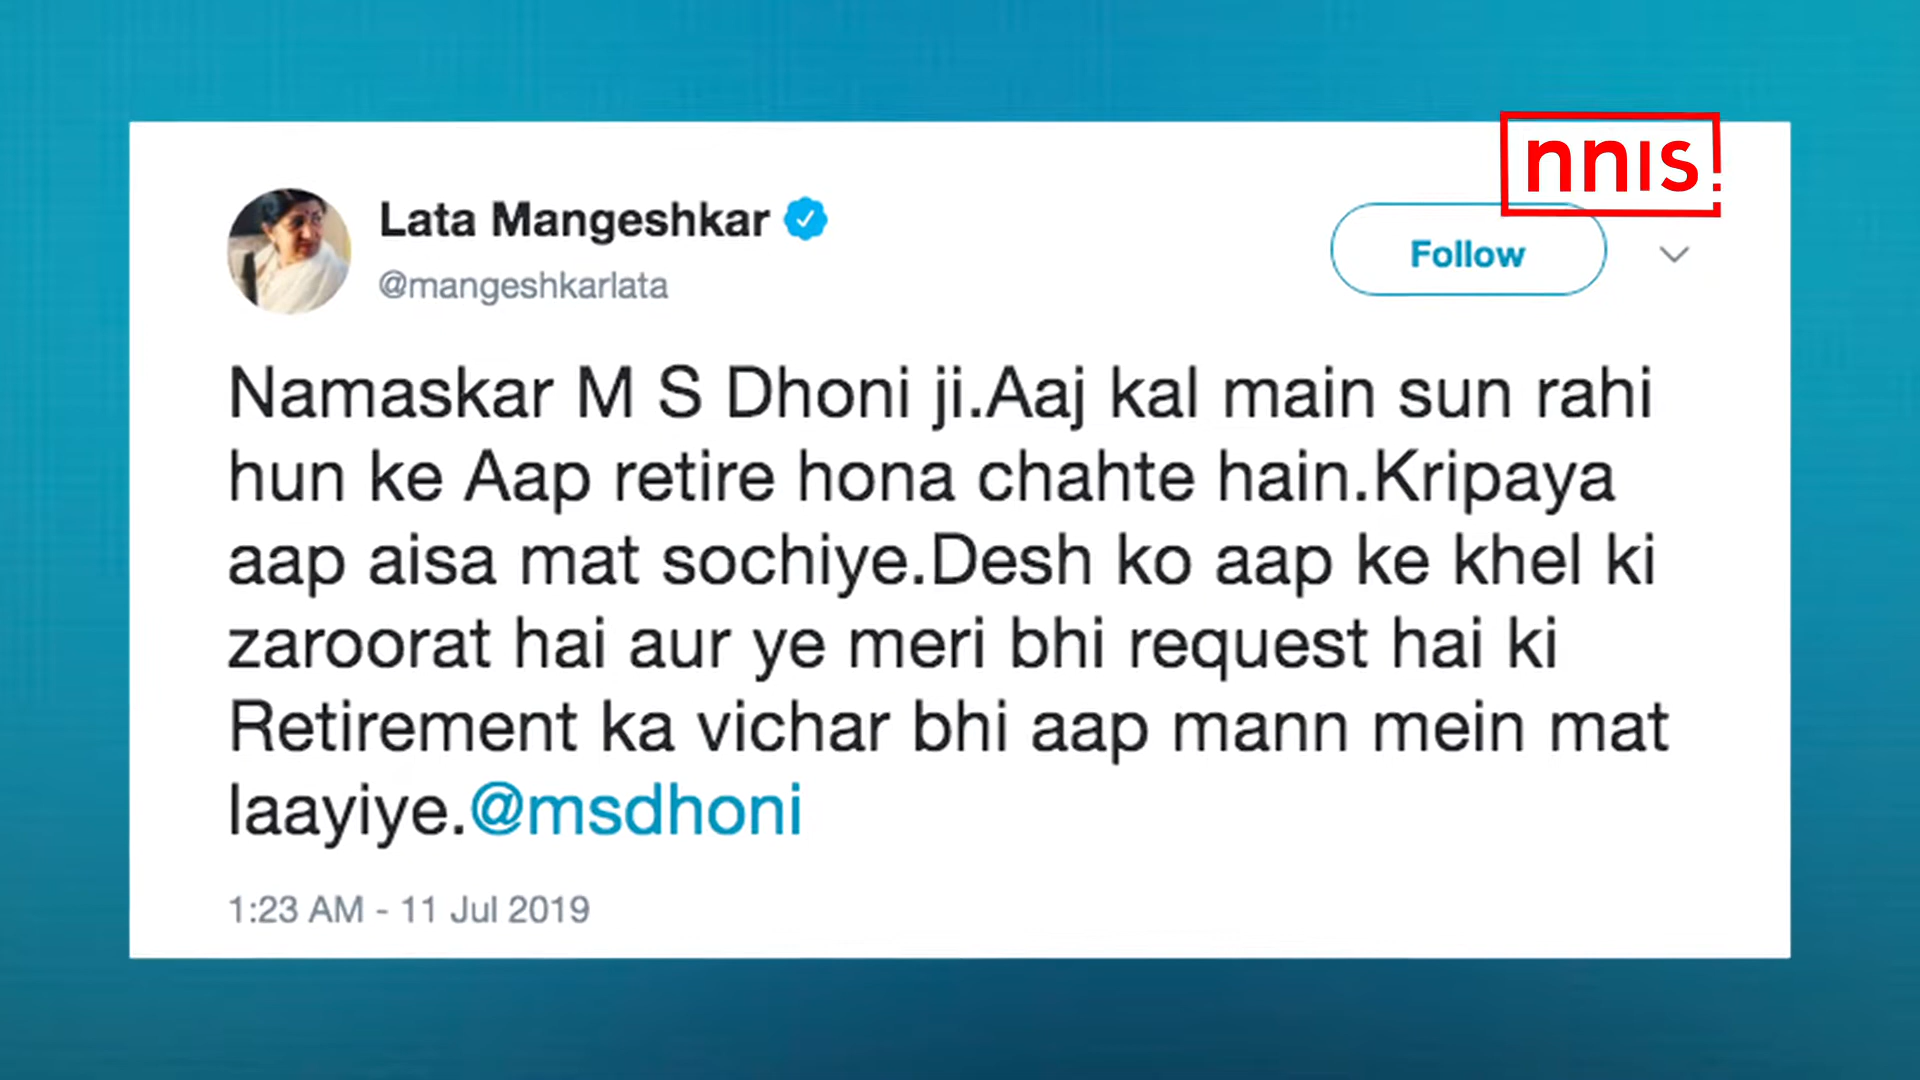 nnis!
Lata Mangeshkar
@mangeshkarlata
Follow
Namaskar M S Dhoni ji.Aaj kal main sun rahi
hun ke Aap retire hona chahte hain.Kripaya
aap aisa mat sochiye.Desh ko aap ke khel ki
zaroorat hai aur ye meri bhi request hai ki
Retirement ka vichar bhi aap mann mein mat
laayiye.@msdhoni
1:23 AM - 11 Jul 2019